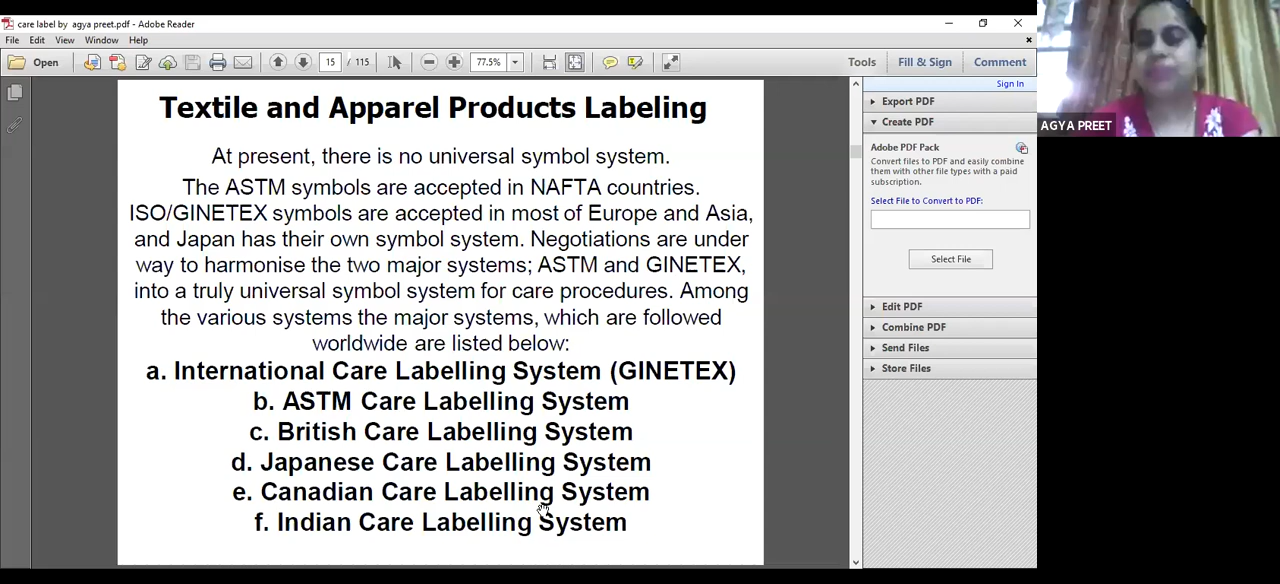 care label by agya preet.pdf - Adobe Reader
File Edit View Window Help
Open 15 / 115 77.5% Tools Fill & Sign Comment
Sign In
Export PDF
Create PDF
Adobe PDF Pack
Convert files to PDF and easily combine
them with other file types with a paid
subscription.
Select File to Convert to PDF:
Select File
Edit PDF
Combine PDF
Send Files
Store Files
AGYA PREET
Textile and Apparel Products Labeling
At present, there is no universal symbol system.
The ASTM symbols are accepted in NAFTA countries.
ISO/GINETEX symbols are accepted in most of Europe and Asia,
and Japan has their own symbol system. Negotiations are under
way to harmonise the two major systems; ASTM and GINETEX,
into a truly universal symbol system for care procedures. Among
the various systems the major systems, which are followed
worldwide are listed below:
a. International Care Labelling System (GINETEX)
b. ASTM Care Labelling System
c. British Care Labelling System
d. Japanese Care Labelling System
e. Canadian Care Labelling System
f. Indian Care Labelling System